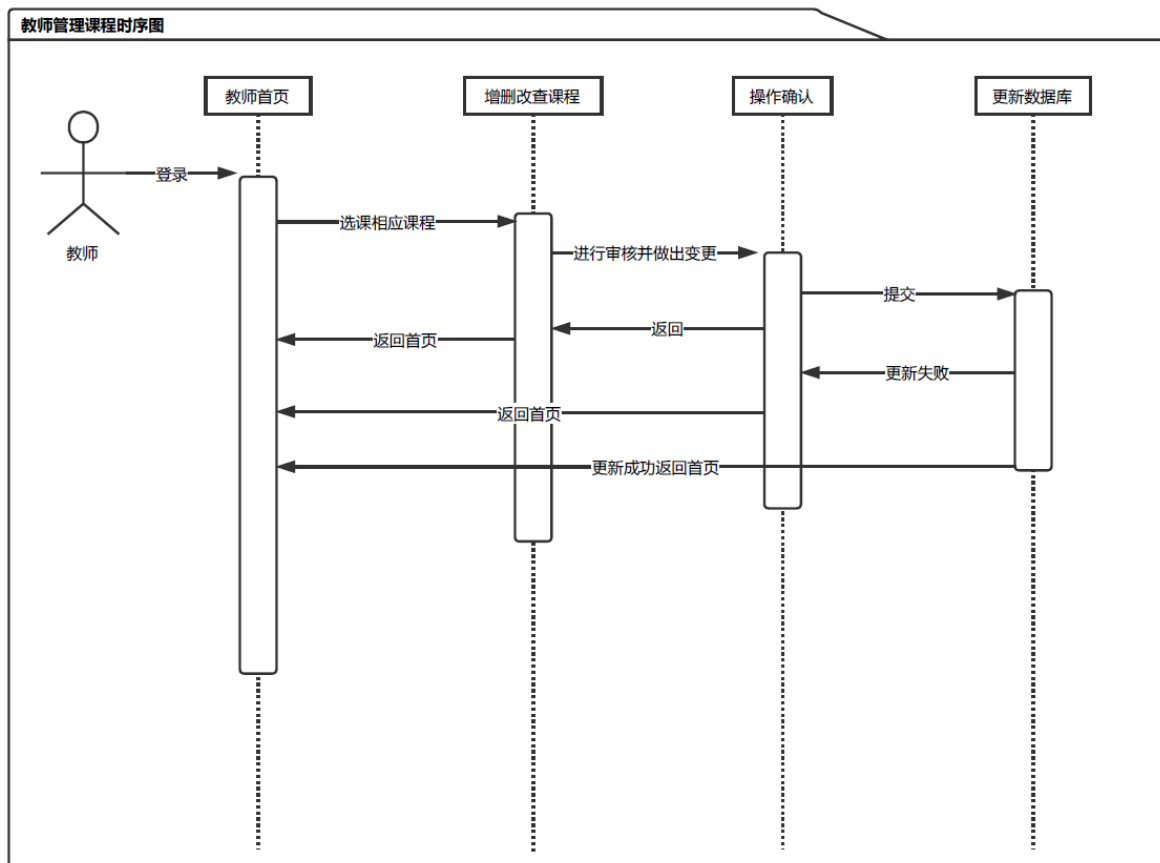 教师管理课程时序图
教师首页
增删改查课程
操作确认
更新数据库
登录
教师
选课相应课程
进行审核并做出变更
提交
返回
返回首页
更新失败
返回首页
更新成功返回首页